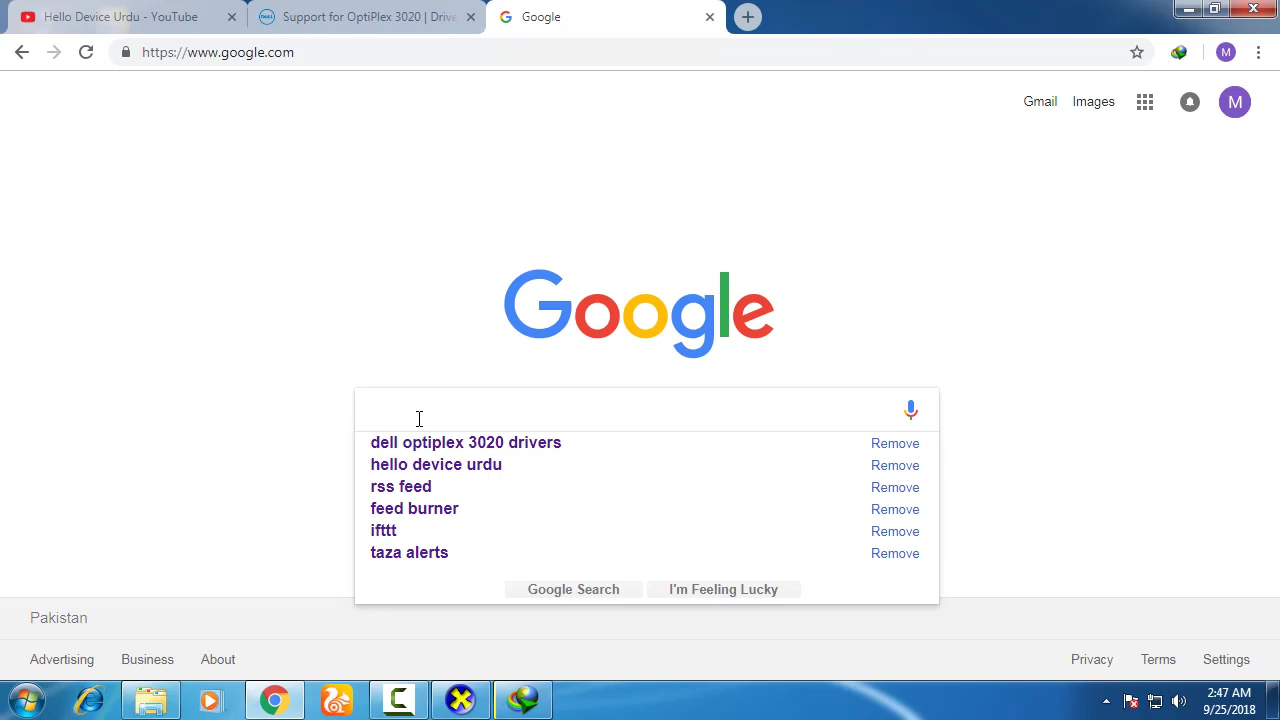 Hello Device Urdu - YouTube
Support for OptiPlex 3020 | Drive
Google
https://www.google.com
M
Gmail
Images
M
Google
dell optiplex 3020 drivers
Remove
hello device urdu
Remove
rss feed
Remove
feed burner
Remove
ifttt
Remove
taza alerts
Remove
Google Search
I'm Feeling Lucky
Pakistan
Advertising
Business
About
Privacy
Terms
Settings
2:47 AM
9/25/2018